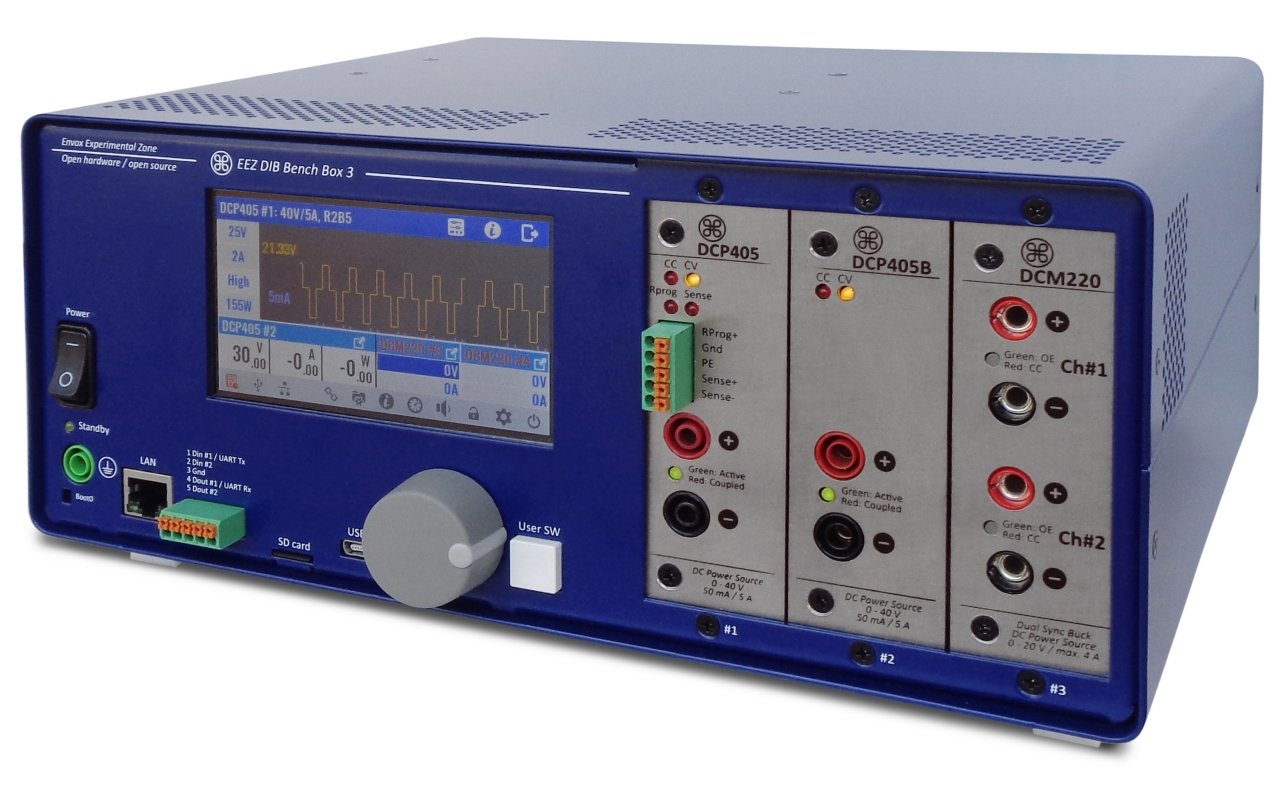 Envox Experimental Zone
Open hardware / open source
EEZ DIB Bench Box 3
DCP405 #1: 40V/5A, R2B5
25V
2A
High
155W
21.33V
5mA
DCP405 #2
30.00 V
-0.00 A
-0.00 W
DCM220 #3
0V
0A
DCM220 #4
0V
0A
Power
Standby
Boot0
LAN
1 Din #1 / UART Tx
2 Din #2
3 Gnd
4 Dout #1 / UART Rx
5 Dout #2
SD card
USB
User SW
DCP405
CC CV
Rprog Sense
RProg+
Gnd
PE
Sense+
Sense-
+
Green: Active
Red: Coupled
-
DC Power Source
0 - 40 V
50 mA / 5 A
#1
DCP405B
CC CV
+
Green: Active
Red: Coupled
-
DC Power Source
0 - 40 V
50 mA / 5 A
#2
DCM220
+
Green: OE
Red: CC
Ch#1
-
+
Green: OE
Red: CC
Ch#2
-
Dual Sync Buck
DC Power Source
0 - 20 V / max. 4 A
#3